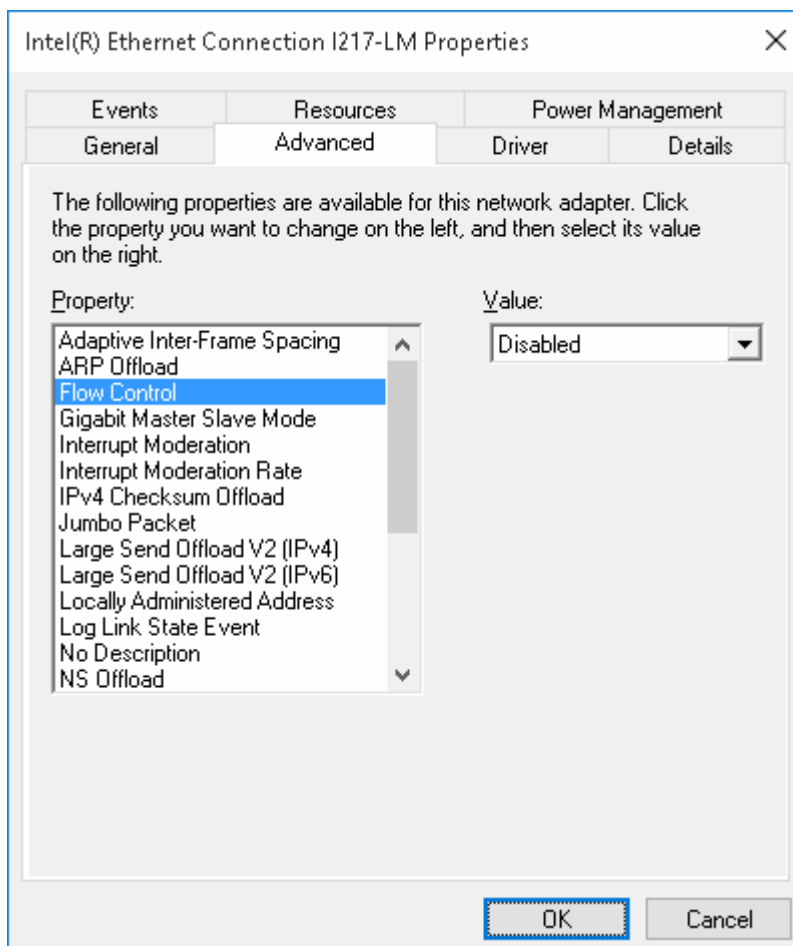 Intel(R) Ethernet Connection I217-LM Properties
Events Resources Power Management
General Advanced Driver Details
The following properties are available for this network adapter. Click
the property you want to change on the left, and then select its value
on the right.
Property: Value:
Adaptive Inter-Frame Spacing Disabled
ARP Offload
Flow Control
Gigabit Master Slave Mode
Interrupt Moderation
Interrupt Moderation Rate
IPv4 Checksum Offload
Jumbo Packet
Large Send Offload V2 (IPv4)
Large Send Offload V2 (IPv6)
Locally Administered Address
Log Link State Event
No Description
NS Offload
OK Cancel